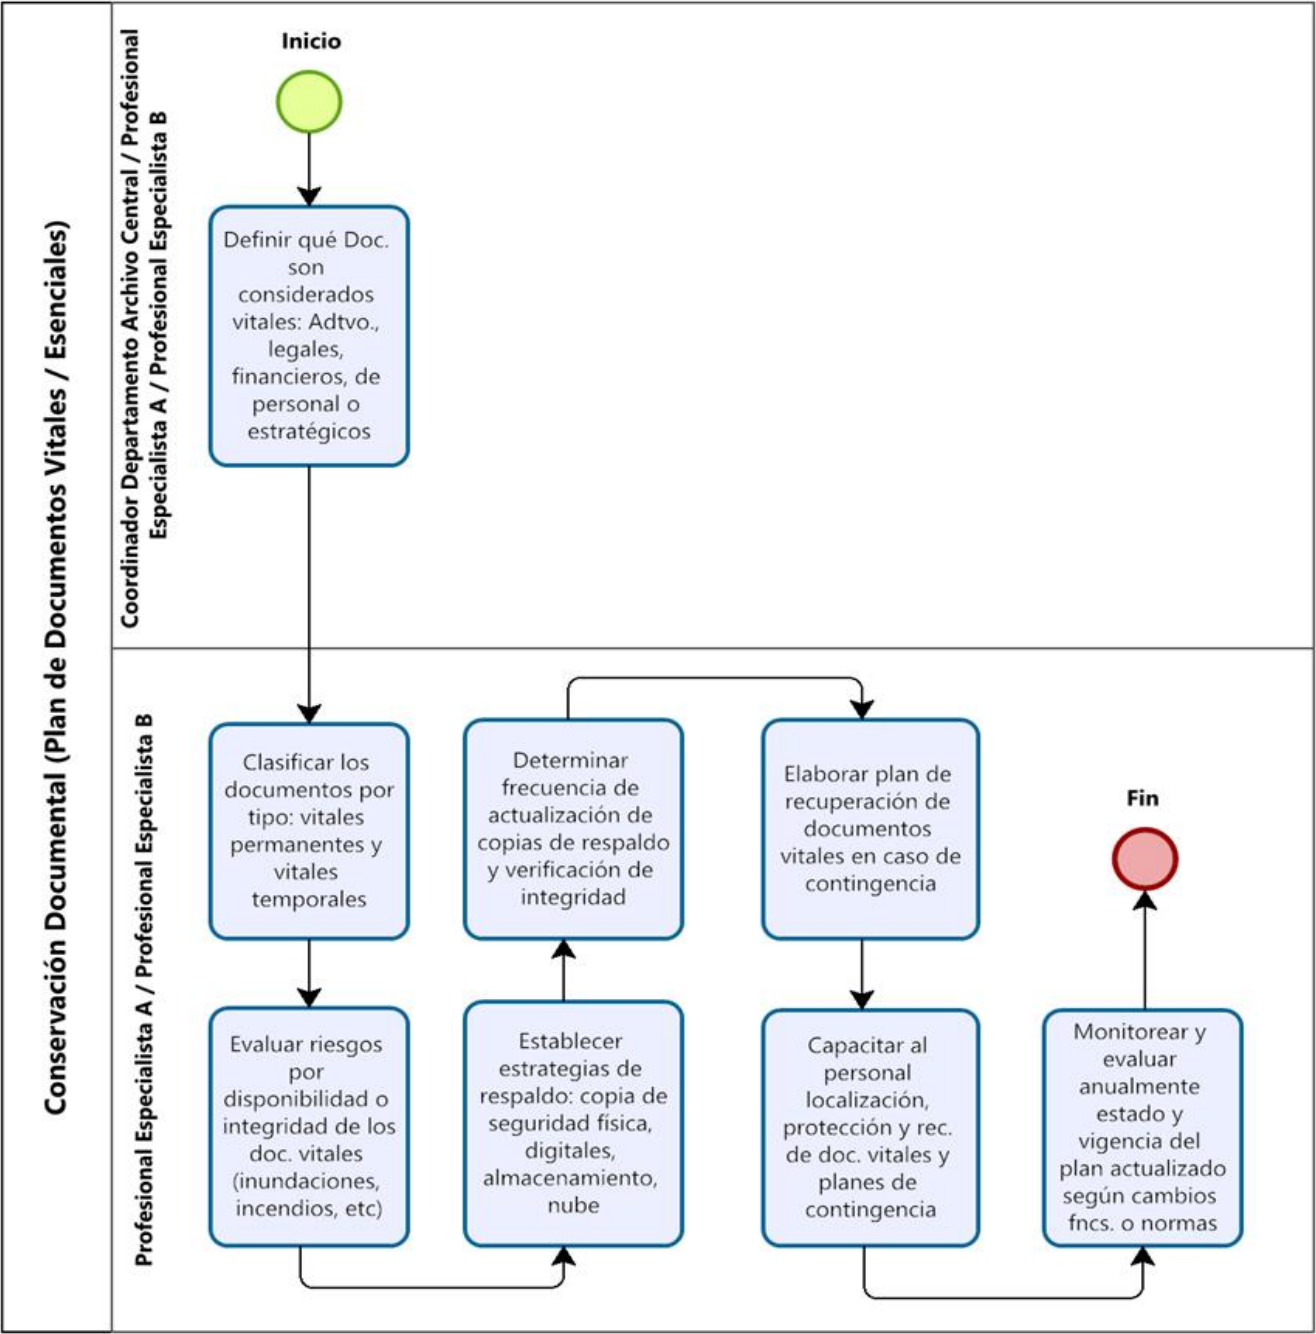 Conservación Documental (Plan de Documentos Vitales / Esenciales)
Coordinador Departamento Archivo Central / Profesional
Especialista A / Profesional Especialista B
Inicio
Definir qué Doc.
son
considerados
vitales: Adtvo.,
legales,
financieros, de
personal o
estratégicos
Profesional Especialista A / Profesional Especialista B
Clasificar los
documentos por
tipo: vitales
permanentes y
vitales
temporales
Evaluar riesgos
por
disponibilidad o
integridad de los
doc. vitales
(inundaciones,
incendios, etc)
Establecer
estrategias de
respaldo: copia de
seguridad física,
digitales,
almacenamiento,
nube
Determinar
frecuencia de
actualización de
copias de respaldo
y verificación de
integridad
Elaborar plan de
recuperación de
documentos
vitales en caso de
contingencia
Capacitar al
personal
localización,
protección y rec.
de doc. vitales y
planes de
contingencia
Monitorear y
evaluar
anualmente
estado y
vigencia del
plan actualizado
según cambios
fncs. o normas
Fin